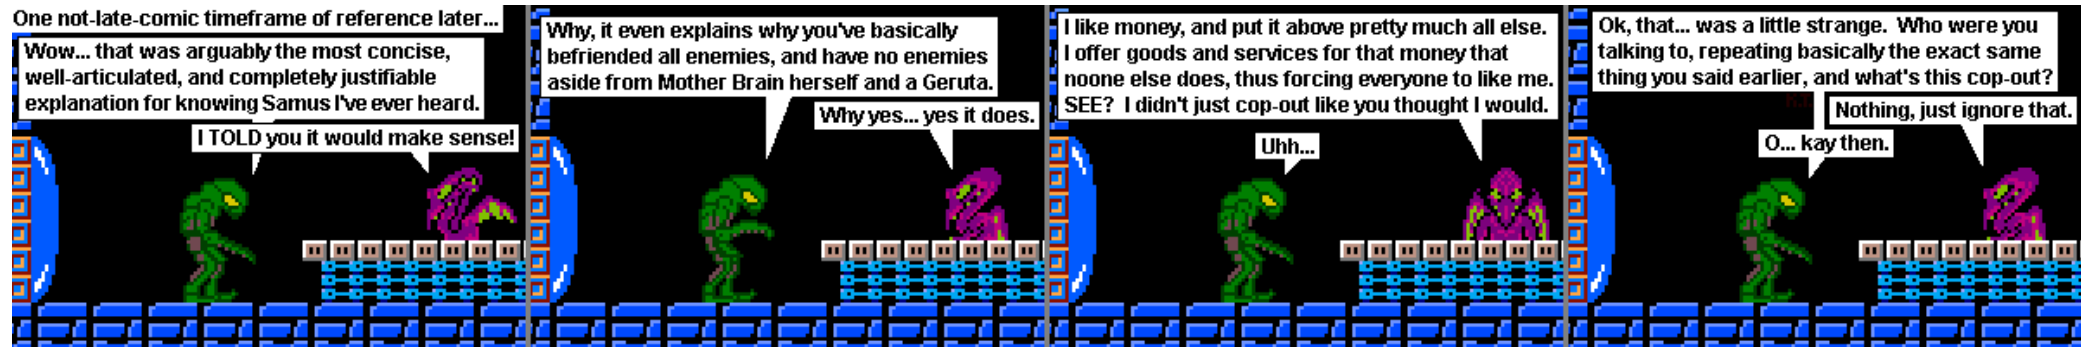 One not-late-comic timeframe of reference later...
Wow... that was arguably the most concise,
well-articulated, and completely justifiable
explanation for knowing Samus I've ever heard.
I TOLD you it would make sense!
Why, it even explains why you've basically
befriended all enemies, and have no enemies
aside from Mother Brain herself and a Geruta.
Why yes... yes it does.
I like money, and put it above pretty much all else.
I offer goods and services for that money that
noone else does, thus forcing everyone to like me.
SEE?  I didn't just cop-out like you thought I would.
Uhh...
Ok, that... was a little strange.  Who were you
talking to, repeating basically the exact same
thing you said earlier, and what's this cop-out?
Nothing, just ignore that.
O... kay then.